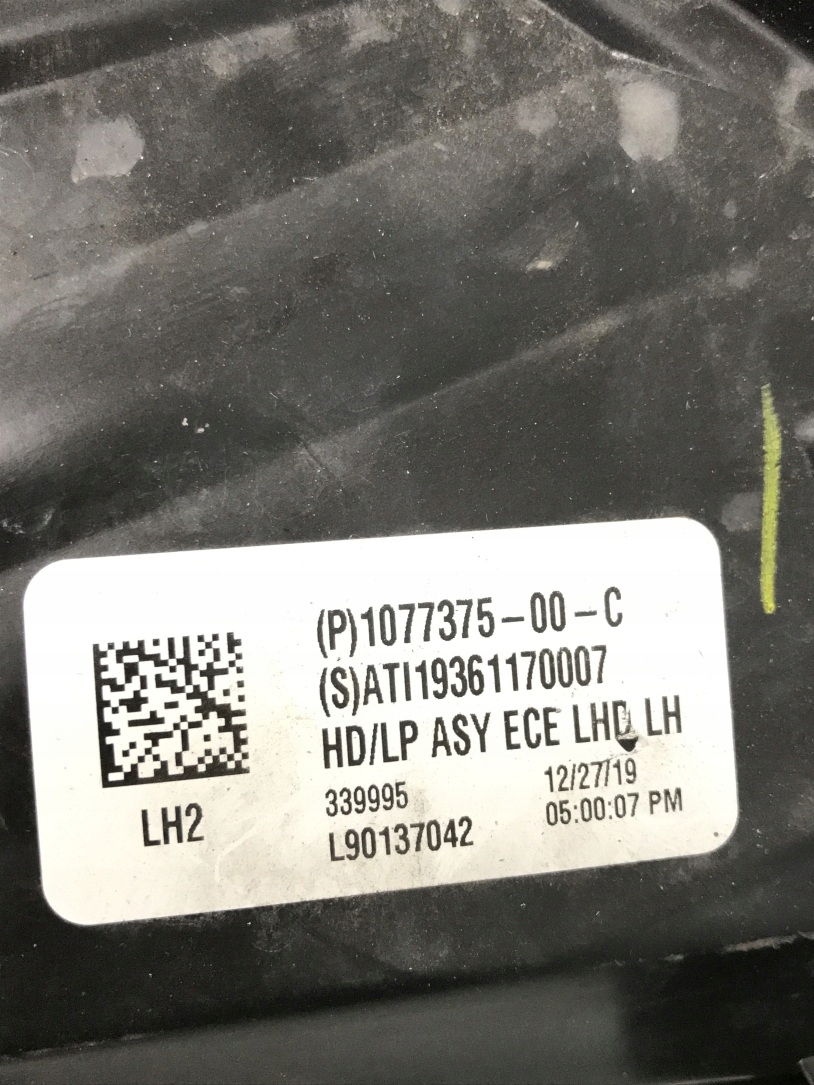 (P)1077375-00-C
(S)ATI19361170007
HD/LP ASY ECE LHD LH
339995
12/27/19
L90137042
05:00:07 PM
LH2